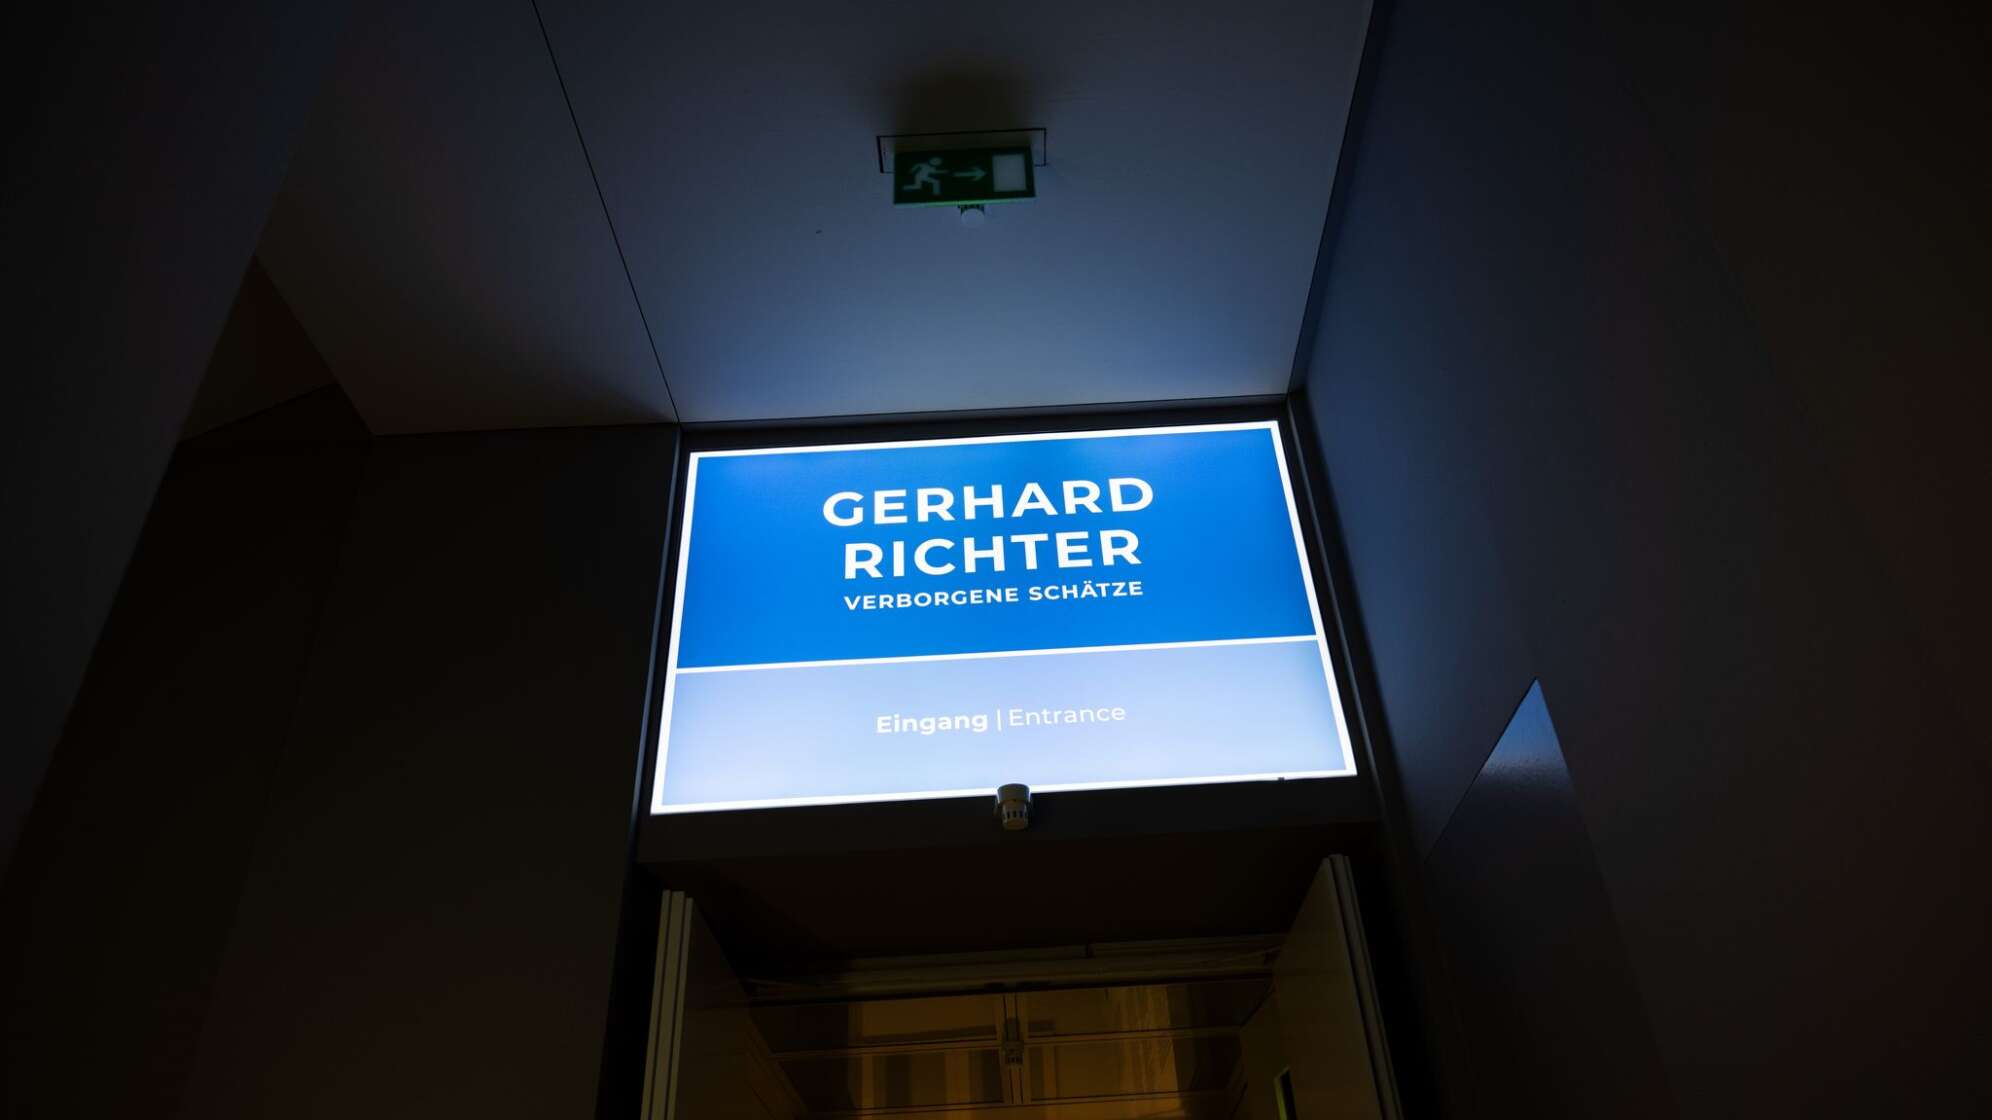 GERHARD
RICHTER
VERBORGENE SCHÄTZE
Eingang | Entrance